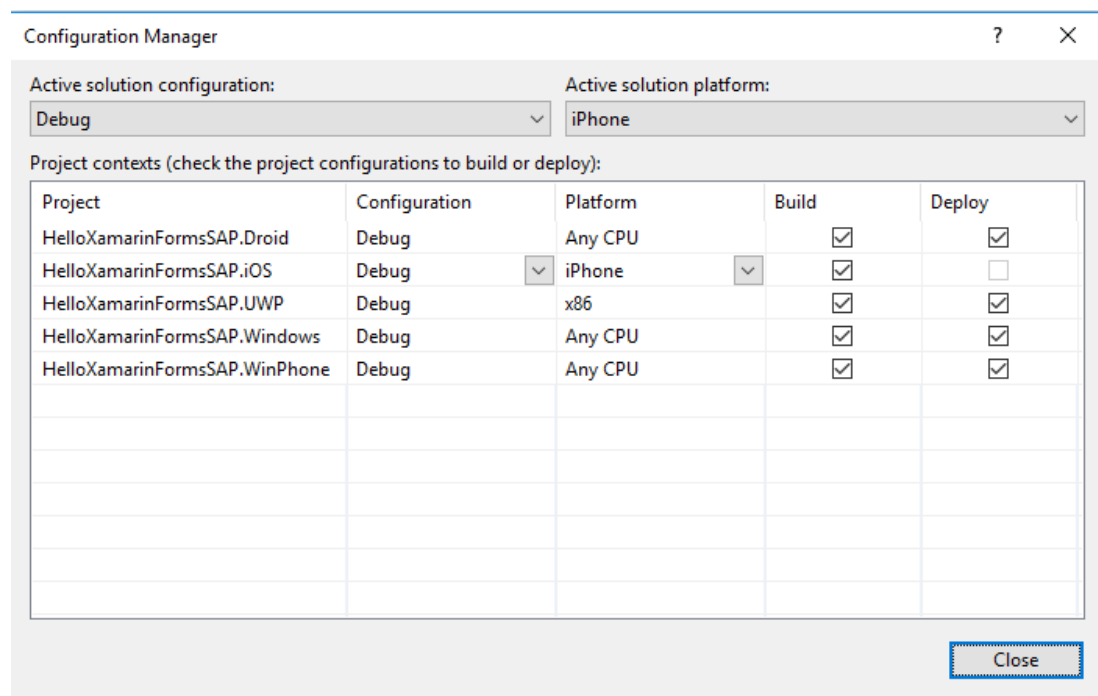 Configuration Manager ?
Active solution configuration: Active solution platform:
Debug iPhone
Project contexts (check the project configurations to build or deploy):
Project Configuration Platform Build Deploy
HelloXamarinFormsSAP.Droid Debug Any CPU
HelloXamarinFormsSAP.iOS Debug iPhone
HelloXamarinFormsSAP.UWP Debug x86
HelloXamarinFormsSAP.Windows Debug Any CPU
HelloXamarinFormsSAP.WinPhone Debug Any CPU
Close